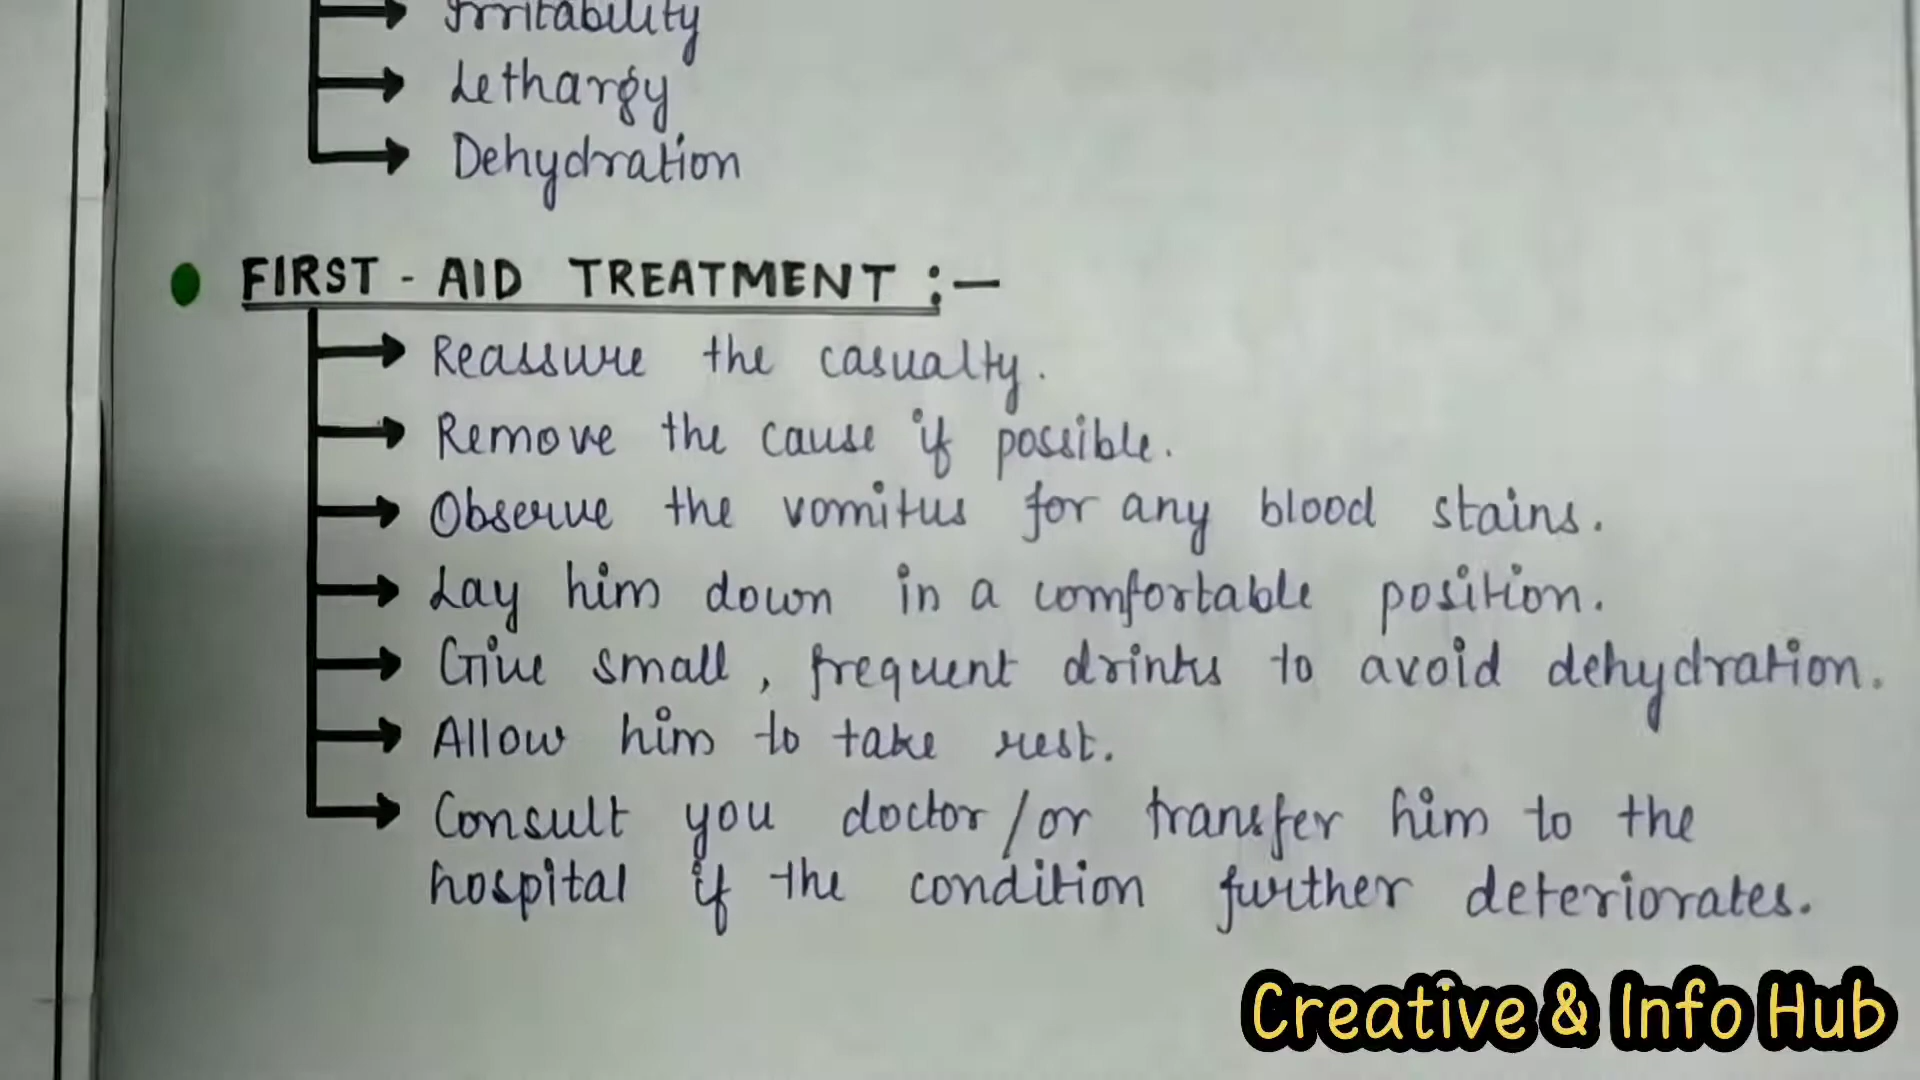 Irritability
Lethargy
Dehydration
FIRST - AID TREATMENT :-
Reassure the casualty.
Remove the cause if possible.
Observe the vomitus for any blood stains.
Lay him down in a comfortable position.
Give small, frequent drinks to avoid dehydration.
Allow him to take rest.
Consult you doctor/or transfer him to the
hospital if the condition further deteriorates.
Creative & Info Hub